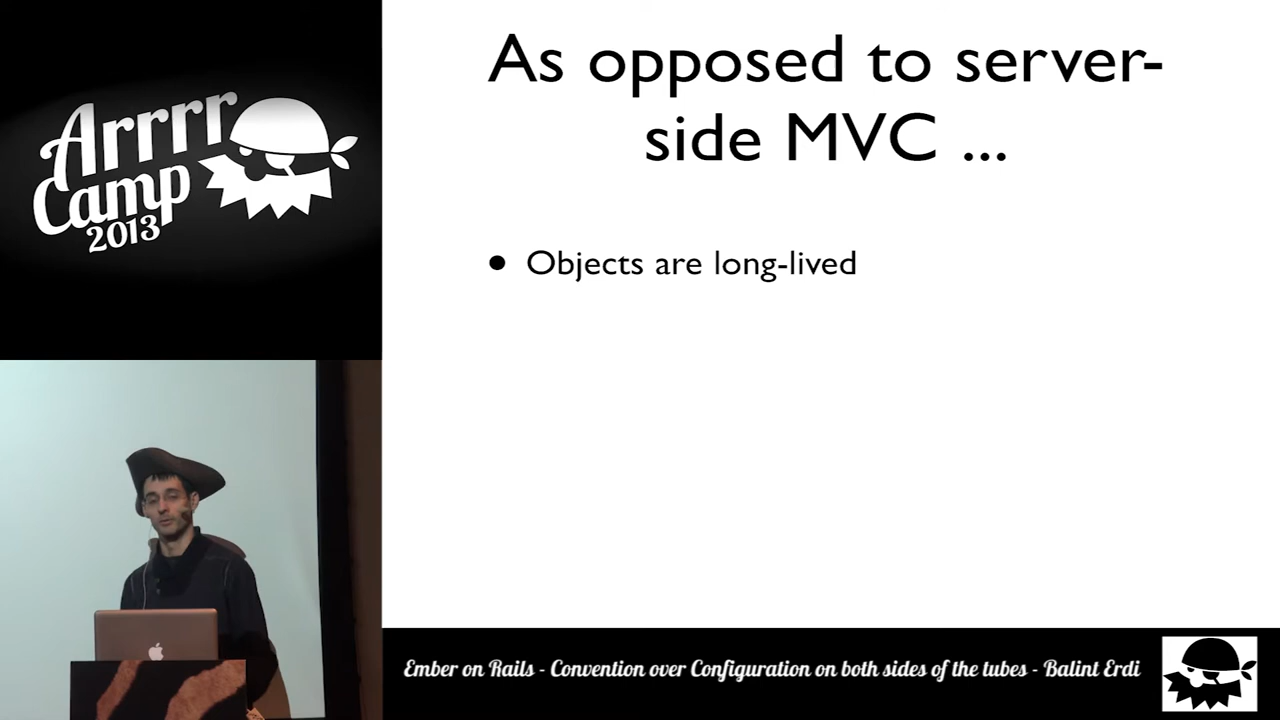 Arrrr
Camp
2013
As opposed to server-
side MVC ...
• Objects are long-lived
Ember on Rails - Convention over Configuration on both sides of the tubes - Balint Erdi